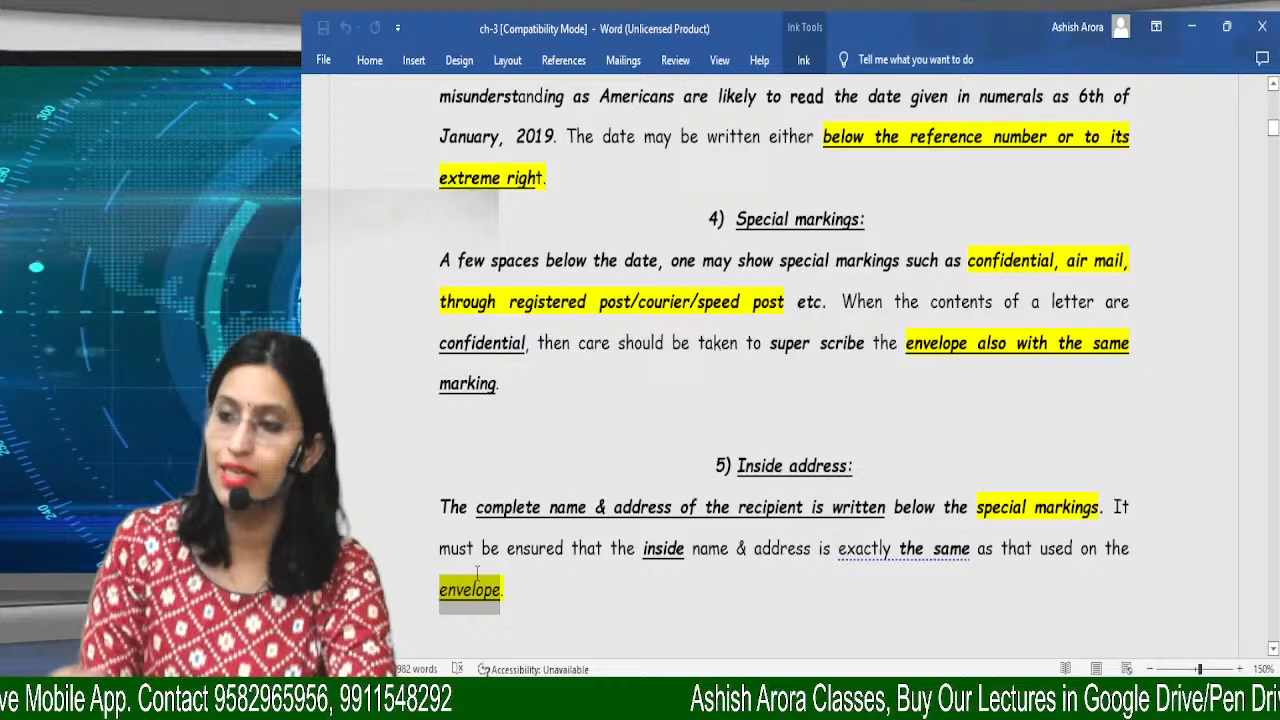 ch-3 [Compatibility Mode] - Word (Unlicensed Product)
Ink Tools
Ashish Arora
File Home Insert Design Layout References Mailings Review View Help Ink Tell me what you want to do
misunderstanding as Americans are likely to read the date given in numerals as 6th of
January, 2019. The date may be written either below the reference number or to its
extreme right.
4) Special markings:
A few spaces below the date, one may show special markings such as confidential, air mail,
through registered post/courier/speed post etc. When the contents of a letter are
confidential, then care should be taken to super scribe the envelope also with the same
marking.
5) Inside address:
The complete name & address of the recipient is written below the special markings. It
must be ensured that the inside name & address is exactly the same as that used on the
envelope.
982 words Accessibility: Unavailable 150%
ve Mobile App. Contact 9582965956, 9911548292 Ashish Arora Classes, Buy Our Lectures in Google Drive/Pen Dri
300